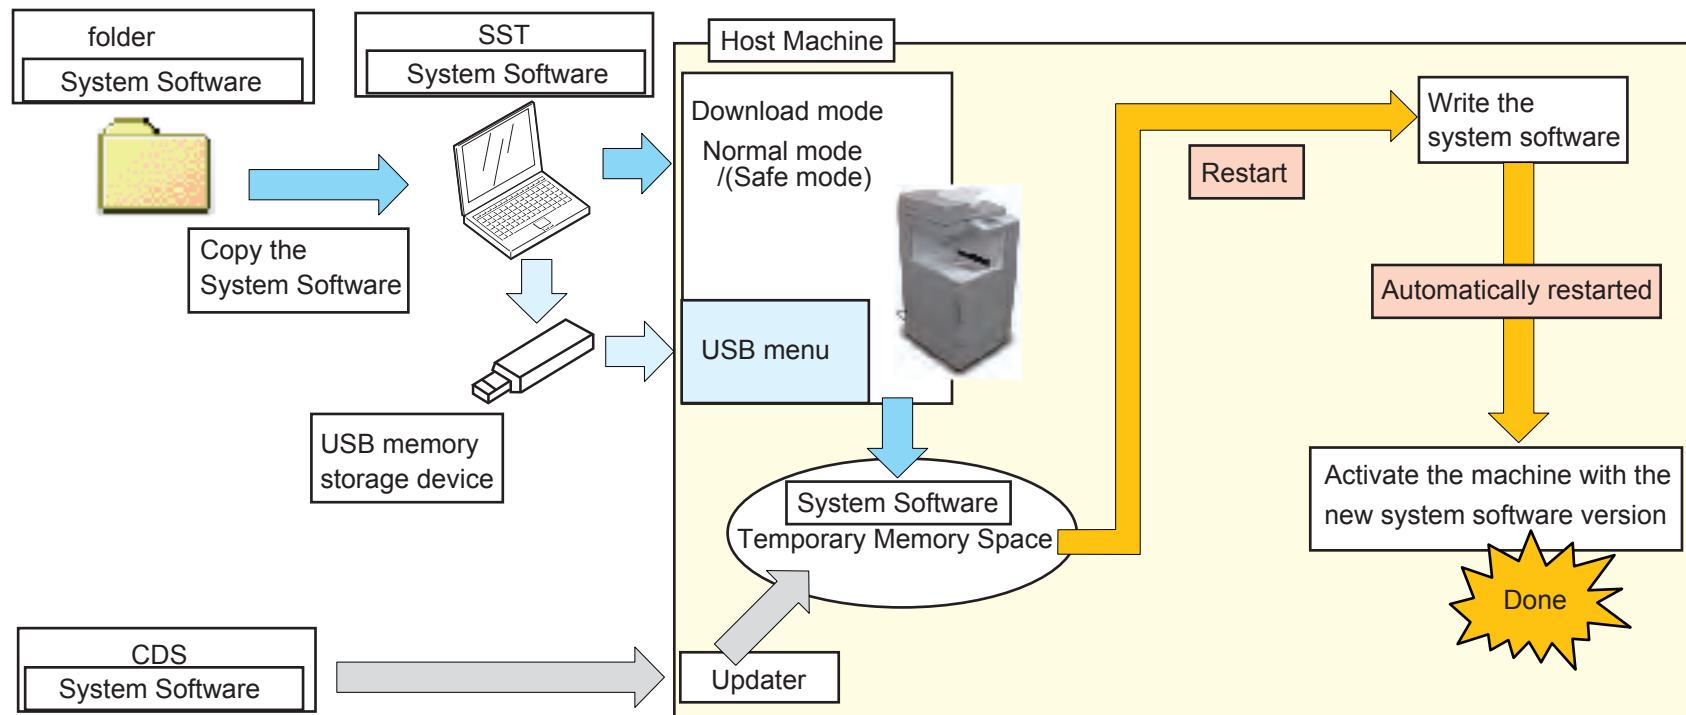 folder
System Software
SST
System Software
Host Machine
Download mode
Normal mode
/(Safe mode)
Write the
system software
Restart
Copy the
System Software
Automatically restarted
USB menu
USB memory
storage device
System Software
Temporary Memory Space
Activate the machine with the
new system software version
Done
CDS
System Software
Updater